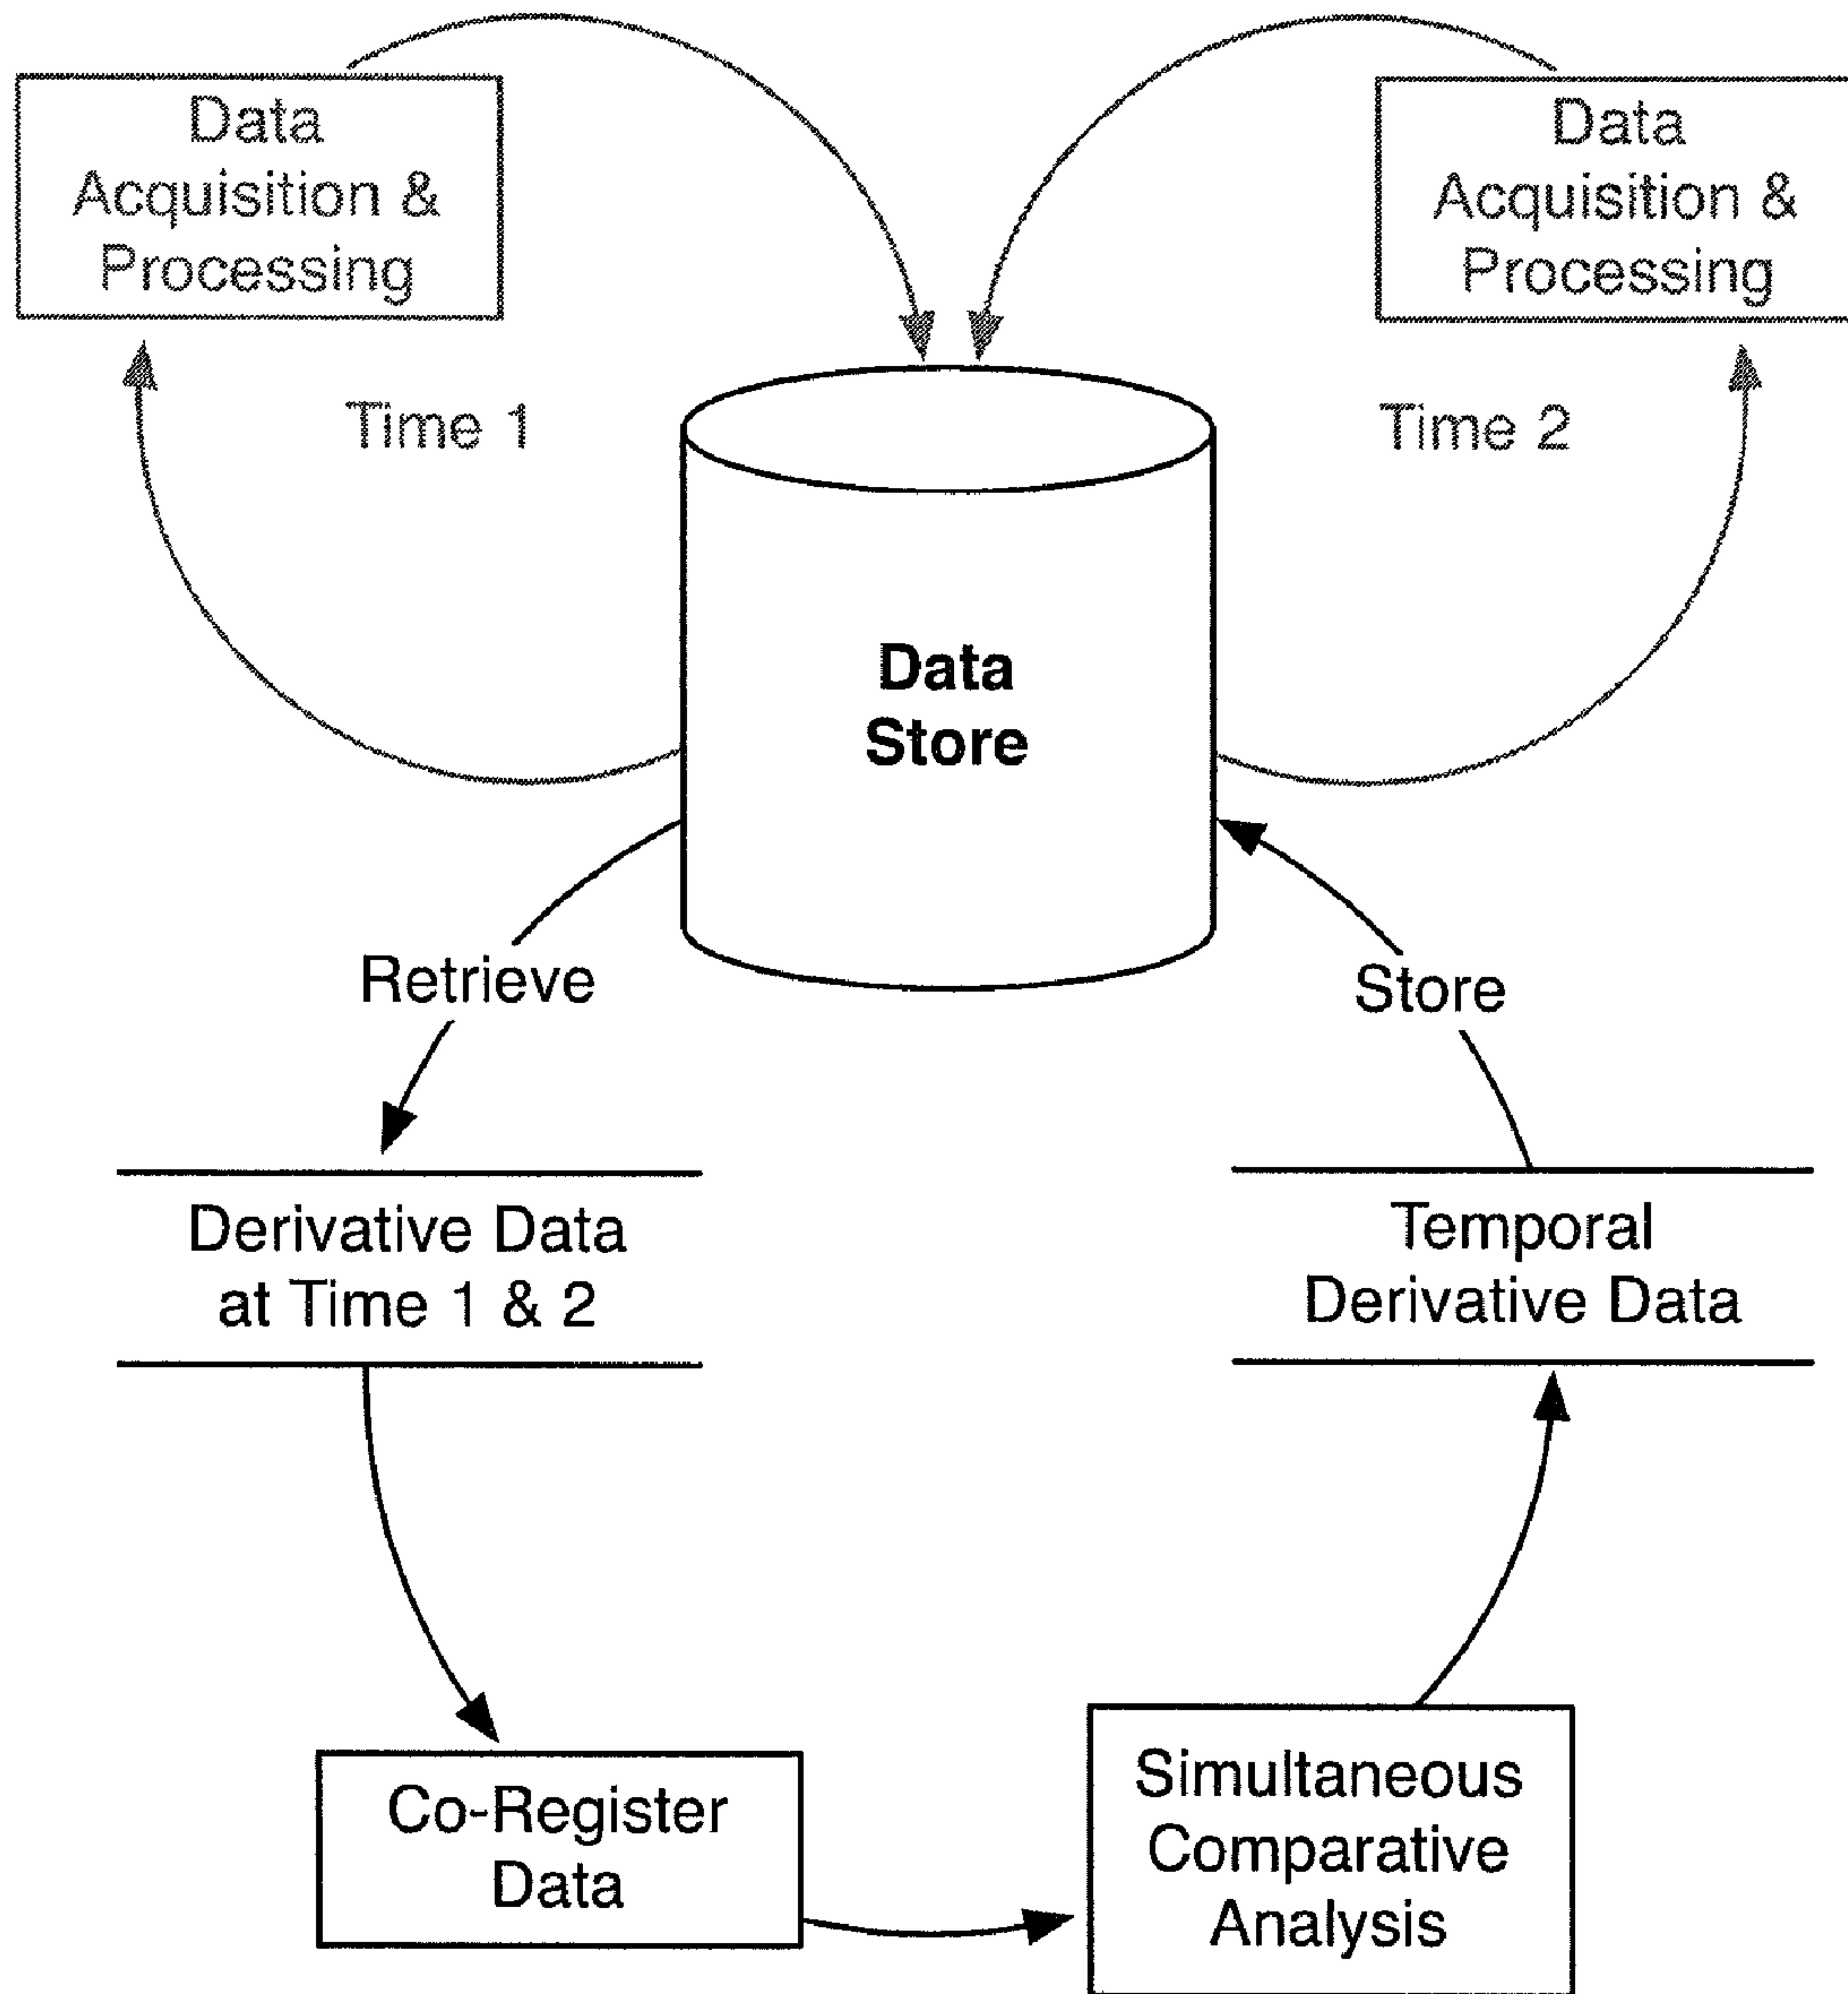 Data
Acquisition &
Processing
Data
Acquisition &
Processing
Time 1
Time 2
Data
Store
Retrieve
Store
Derivative Data
at Time 1 & 2
Temporal
Derivative Data
Co-Register
Data
Simultaneous
Comparative
Analysis